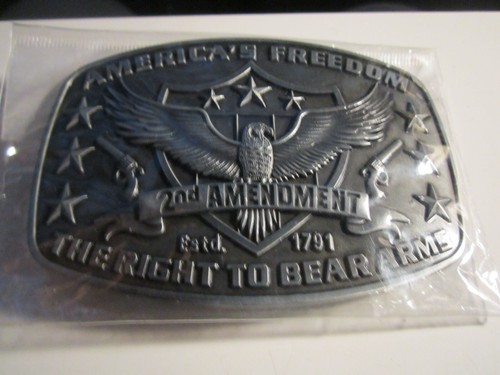 AMERICA'S FREEDOM
2nd AMENDMENT
Estd. 1791
THE RIGHT TO BEAR ARMS